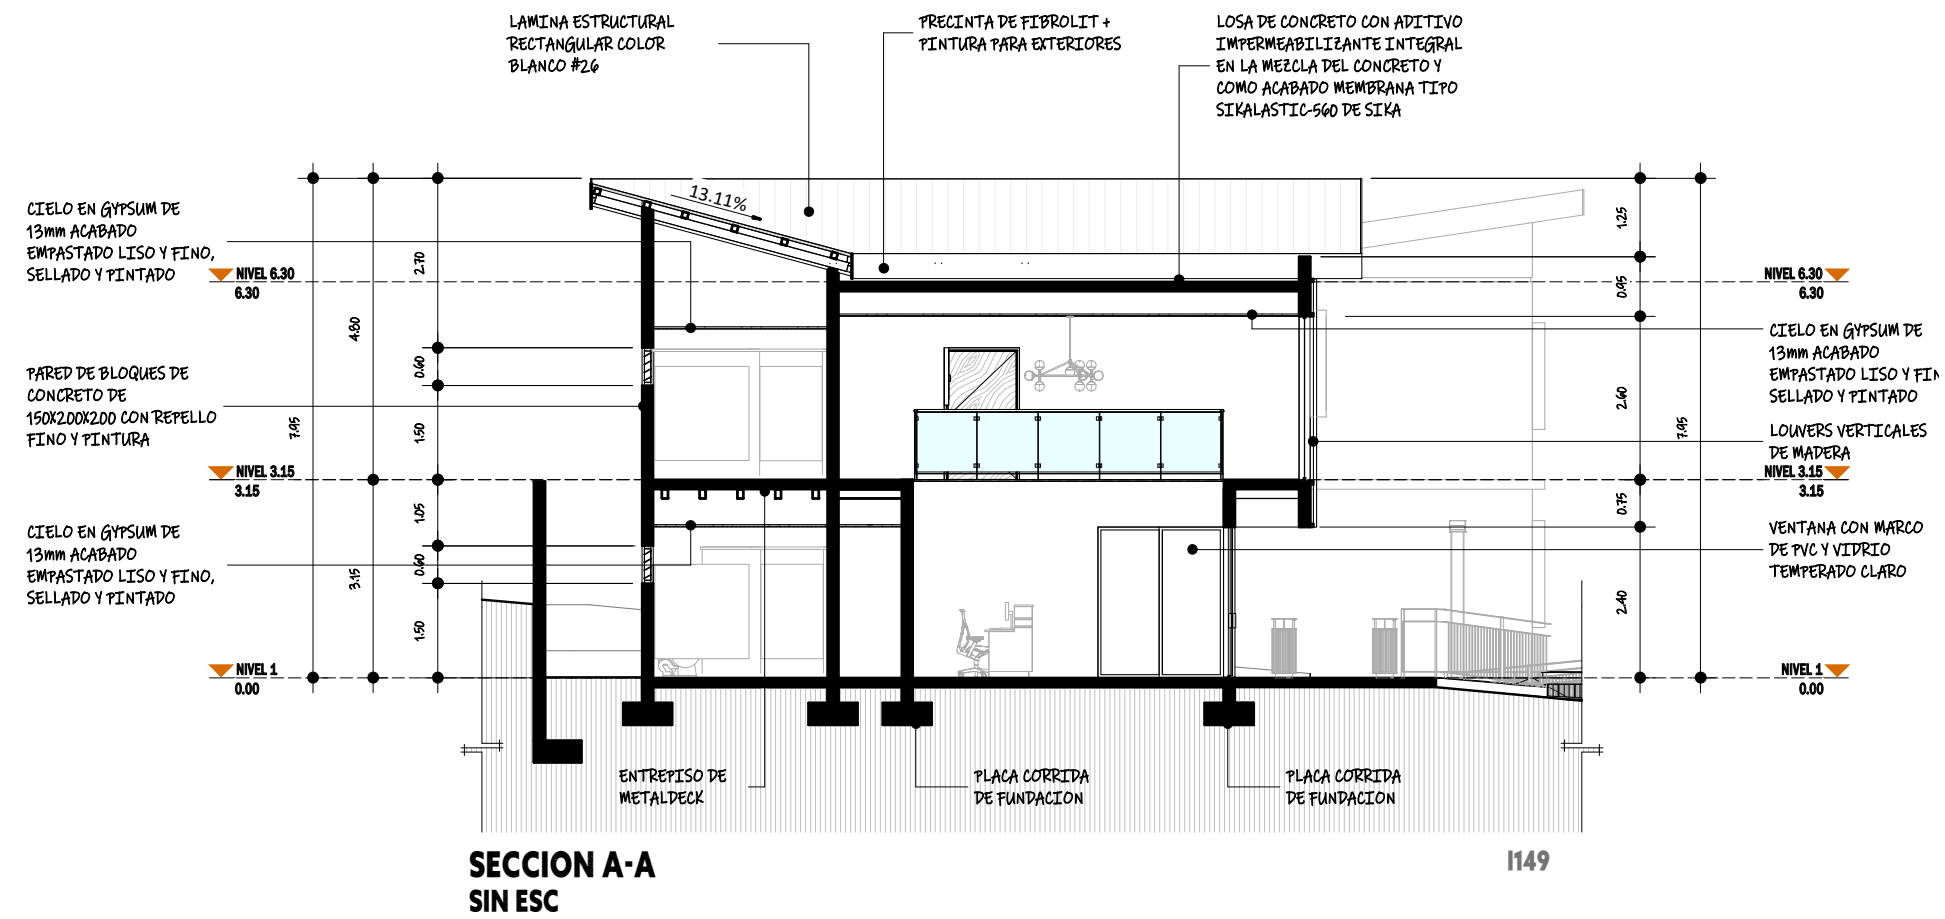 LAMINA ESTRUCTURAL
RECTANGULAR COLOR
BLANCO #26
PRECINTA DE FIBROLIT +
PINTURA PARA EXTERIORES
LOSA DE CONCRETO CON ADITIVO
IMPERMEABILIZANTE INTEGRAL
EN LA MEZCLA DEL CONCRETO Y
COMO ACABADO MEMBRANA TIPO
SIKALASTIC-560 DE SIKA
CIELO EN GYPSUM DE
13mm ACABADO
EMPASTADO LISO Y FINO,
SELLADO Y PINTADO
NIVEL 6.30
6.30
PARED DE BLOQUES DE
CONCRETO DE
150X200X200 CON REPELLO
FINO Y PINTURA
NIVEL 3.15
3.15
CIELO EN GYPSUM DE
13mm ACABADO
EMPASTADO LISO Y FINO,
SELLADO Y PINTADO
NIVEL 1
0.00
7.95
4.80
3.15
2.70
0.60
1.50
1.05
0.60
1.50
13.11%
1.25
0.95
2.60
0.75
2.40
7.95
NIVEL 6.30
6.30
CIELO EN GYPSUM DE
13mm ACABADO
EMPASTADO LISO Y FIN
SELLADO Y PINTADO
LOUVERS VERTICALES
DE MADERA
NIVEL 3.15
3.15
VENTANA CON MARCO
DE PVC Y VIDRIO
TEMPERADO CLARO
NIVEL 1
0.00
ENTREPISO DE
METALDECK
PLACA CORRIDA
DE FUNDACION
PLACA CORRIDA
DE FUNDACION
SECCION A-A
SIN ESC
I149